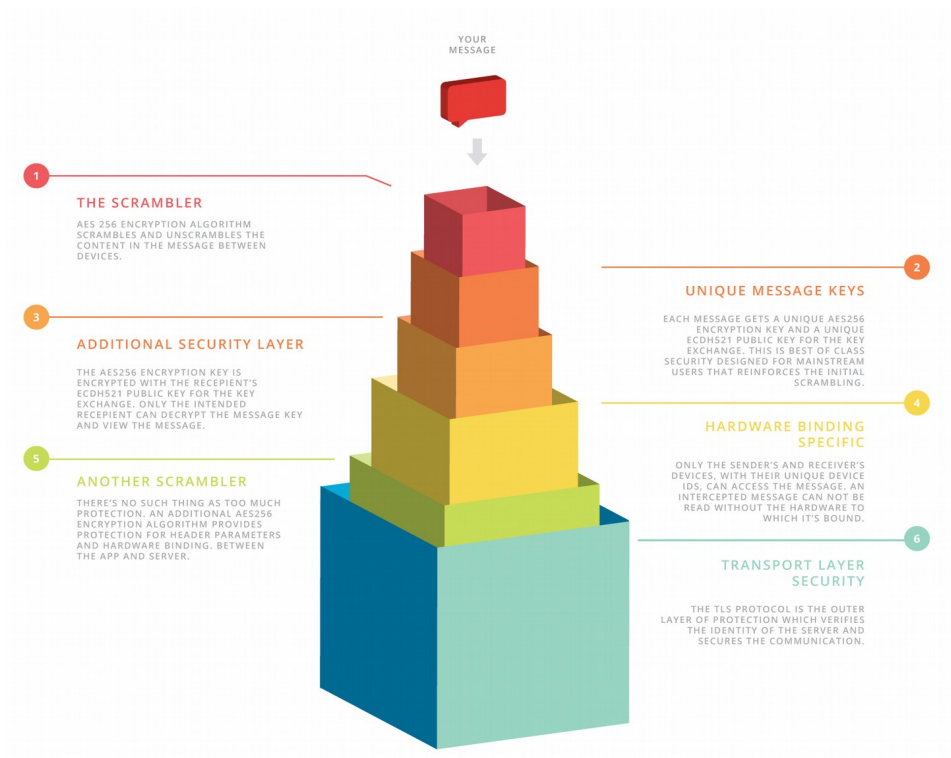 YOUR
MESSAGE
1
THE SCRAMBLER
AES 256 ENCRYPTION ALGORITHM
SCRAMBLES AND UNSCRAMBLES THE
CONTENT IN THE MESSAGE BETWEEN
DEVICES.
2
UNIQUE MESSAGE KEYS
EACH MESSAGE GETS A UNIQUE AES256
ENCRYPTION KEY AND A UNIQUE
ECDH521 PUBLIC KEY FOR THE KEY
EXCHANGE. THIS IS BEST OF CLASS
SECURITY DESIGNED FOR MAINSTREAM
USERS THAT REINFORCES THE INITIAL
SCRAMBLING.
3
ADDITIONAL SECURITY LAYER
THE AES256 ENCRYPTION KEY IS
ENCRYPTED WITH THE RECEPIENT'S
ECDH521 PUBLIC KEY FOR THE KEY
EXCHANGE. ONLY THE INTENDED
RECEPIENT CAN DECRYPT THE MESSAGE KEY
AND VIEW THE MESSAGE.
4
HARDWARE BINDING
SPECIFIC
ONLY THE SENDER'S AND RECEIVER'S
DEVICES, WITH THEIR UNIQUE DEVICE
IDS, CAN ACCESS THE MESSAGE. AN
INTERCEPTED MESSAGE CAN NOT BE
READ WITHOUT THE HARDWARE TO
WHICH IT'S BOUND.
5
ANOTHER SCRAMBLER
THERE'S NO SUCH THING AS TOO MUCH
PROTECTION. AN ADDITIONAL AES256
ENCRYPTION ALGORITHM PROVIDES
PROTECTION FOR HEADER PARAMETERS
AND HARDWARE BINDING. BETWEEN
THE APP AND SERVER.
6
TRANSPORT LAYER
SECURITY
THE TLS PROTOCOL IS THE OUTER
LAYER OF PROTECTION WHICH VERIFIES
THE IDENTITY OF THE SERVER AND
SECURES THE COMMUNICATION.